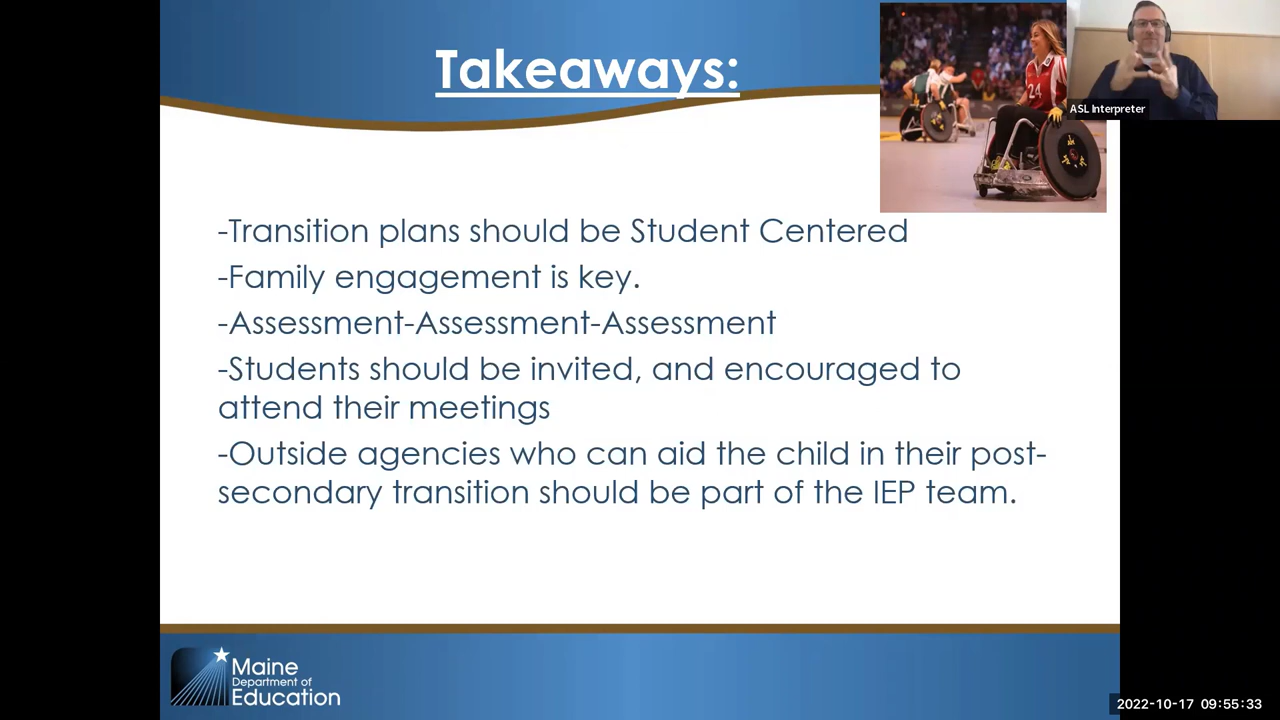 Takeaways:
24
ASL Interpreter
-Transition plans should be Student Centered
-Family engagement is key.
-Assessment-Assessment-Assessment
-Students should be invited, and encouraged to
attend their meetings
-Outside agencies who can aid the child in their post-
secondary transition should be part of the IEP team.
Maine
Department of
Education
2022-10-17 09:55:33